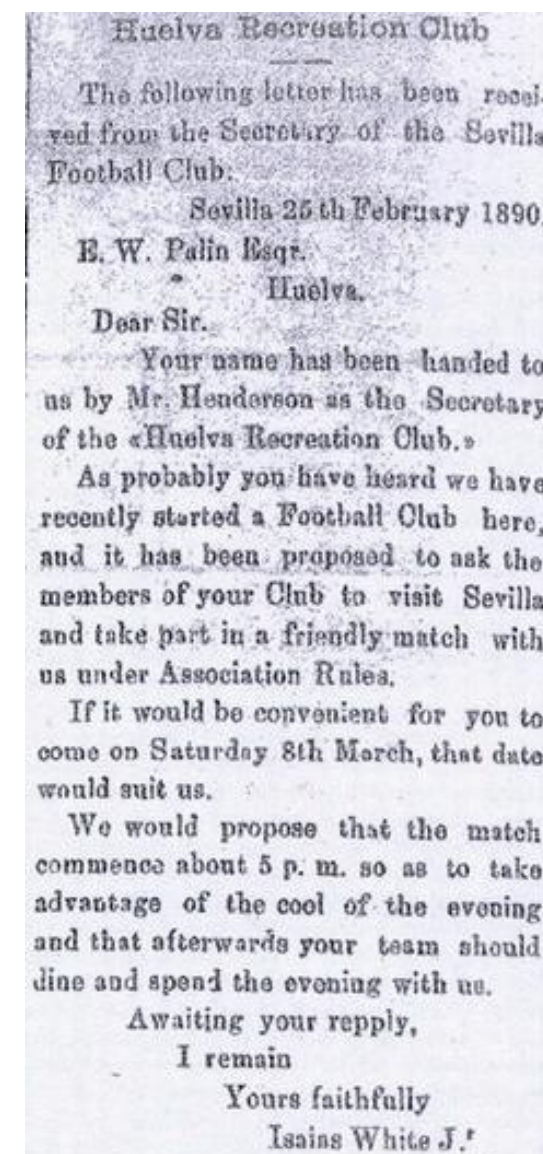 Huelva Recreation Club
The following letter has been recei-
ved from the Secretary of the Sevilla
Football Club:
Sevilla 25th February 1890.
E. W. Palin Esqr.
Huelva.
Dear Sir.
Your name has been handed to
us by Mr. Henderson as the Secretary
of the «Huelva Recreation Club.»
As probably you have heard we have
recently started a Football Club here,
and it has been proposed to ask the
members of your Club to visit Sevilla
and take part in a friendly match with
us under Association Rules.
If it would be convenient for you to
come on Saturday 8th March, that date
would suit us.
We would propose that the match
commence about 5 p. m. so as to take
advantage of the cool of the evening
and that afterwards your team should
dine and spend the evening with us.
Awaiting your repply,
I remain
Yours faithfully
Isaias White J.r